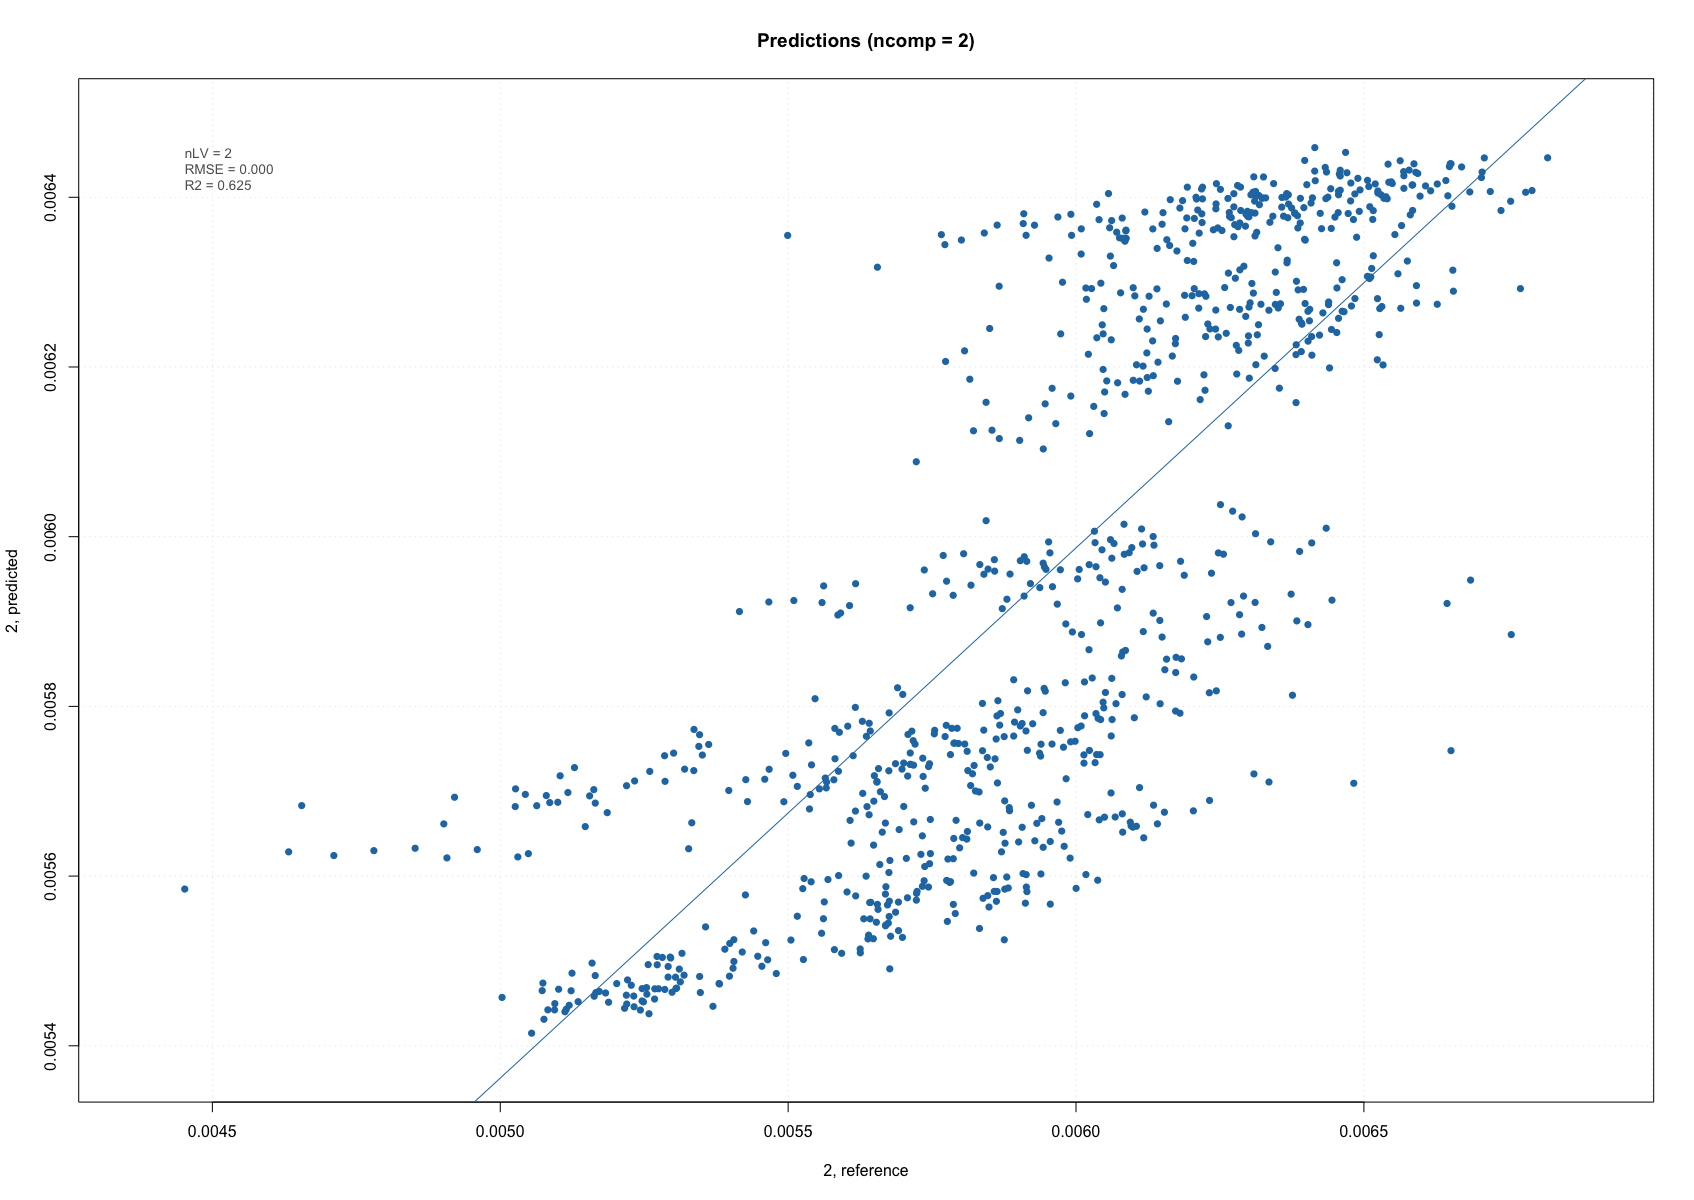 Predictions (ncomp = 2)
nLV = 2
RMSE = 0.000
R2 = 0.625
0.0064
0.0062
0.0060
0.0058
0.0056
0.0054
2, predicted
0.0045
0.0050
0.0055
0.0060
0.0065
2, reference